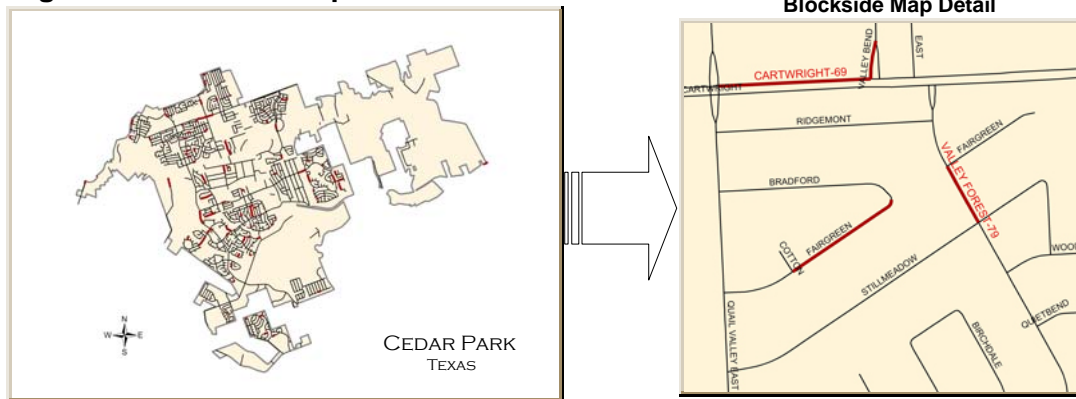 Blockside Map Detail
N
W E
S
CEDAR PARK
TEXAS
VALLEY BEND
EAST
CARTWRIGHT-69
CARTWRIGHT
RIDGEMONT
FAIRGREEN
VALLEY FOREST-79
BRADFORD
FAIRGREEN
COTTON
STILLMEADOW
QUAIL VALLEY EAST
QUIETBEND
BIRCHDALE